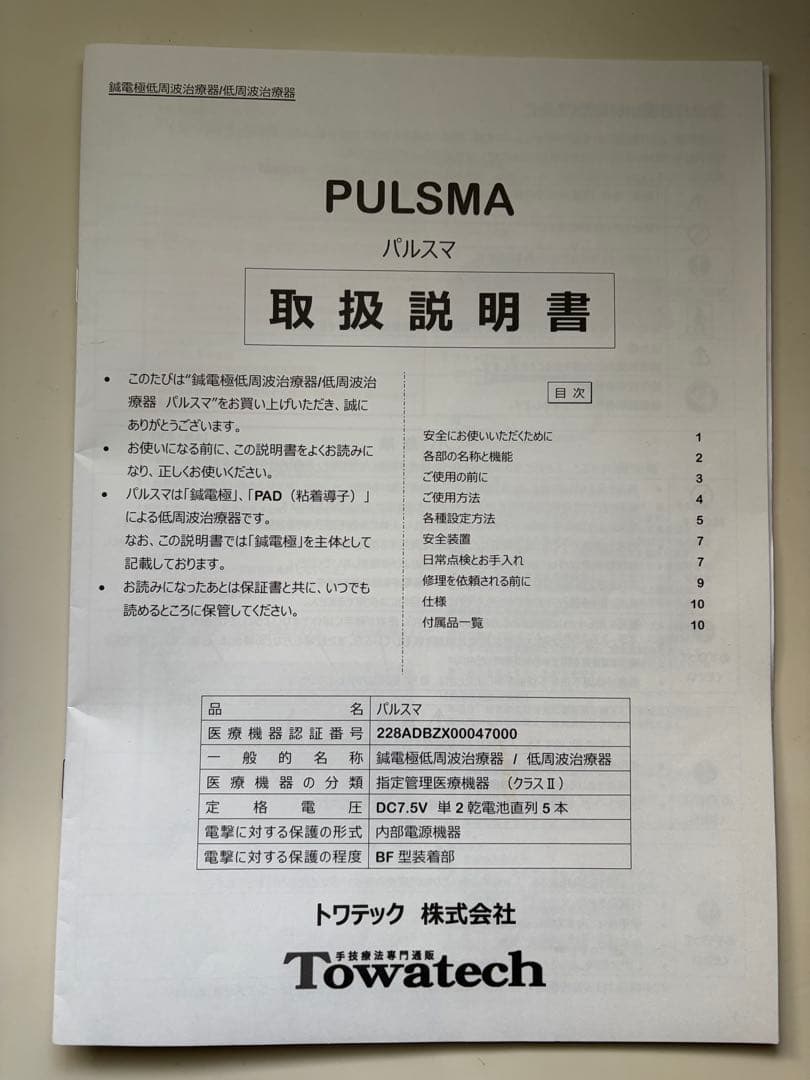 鍼電極低周波治療器/低周波治療器
PULSMA
パルスマ
取扱説明書
• このたびは"鍼電極低周波治療器/低周波治
療器 パルスマ"をお買い上げいただき、誠に
ありがとうございます。
• お使いになる前に、この説明書をよくお読みに
なり、正しくお使いください。
• パルスマは「鍼電極」、「PAD（粘着導子）」
による低周波治療器です。
なお、この説明書では「鍼電極」を主体として
記載しております。
• お読みになったあとは保証書と共に、いつでも
読めるところに保管してください。
目次
安全にお使いいただくために 1
各部の名称と機能 2
ご使用の前に 3
ご使用方法 4
各種設定方法 5
安全装置 7
日常点検とお手入れ 7
修理を依頼される前に 9
仕様 10
付属品一覧 10
品名 パルスマ
医療機器認証番号 228ADBZX00047000
一般的名称 鍼電極低周波治療器 / 低周波治療器
医療機器の分類 指定管理医療機器 （クラスⅡ）
定格電圧 DC7.5V 単2乾電池直列5本
電撃に対する保護の形式 内部電源機器
電撃に対する保護の程度 BF型装着部
トワテック 株式会社
手技療法専門通販
Towatech